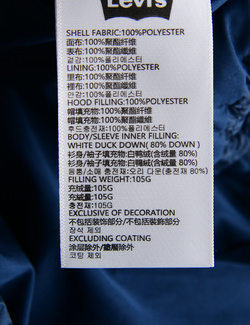 Levi's
SHELL FABRIC:100%POLYESTER
面布:100%聚酯纤维
表布:100%聚酯纖維
겉감:100%폴리에스터
LINING:100%POLYESTER
里布:100%聚酯纤维
裡布:100%聚酯纖維
안감:100%폴리에스터
HOOD FILLING:100%POLYESTER
帽填充物:100%聚酯纤维
帽填充物:100%聚酯纖維
후드충전재:100%폴리에스터
BODY/SLEEVE INNER FILLING:
WHITE DUCK DOWN( 80% DOWN )
衫身/袖子填充物:白鸭绒(含绒量 80%)
衫身/袖子填充物:白鴨絨(含絨量 80%)
몸통/소매 충전재:오리 다운(솜털 80%)
FILLING WEIGHT:105G
充绒量:105G
充絨量:105G
충전재:105G
EXCLUSIVE OF DECORATION
不包括装饰部分/不包含裝飾部分
장식 제외
EXCLUDING COATING
涂层除外/塗層除外
코팅 제외